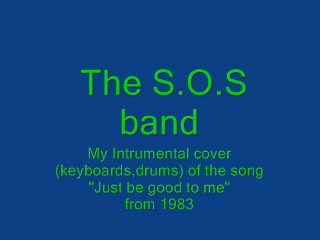 The S.O.S
band
My Intrumental cover
(keyboards,drums) of the song
"Just be good to me"
from 1983